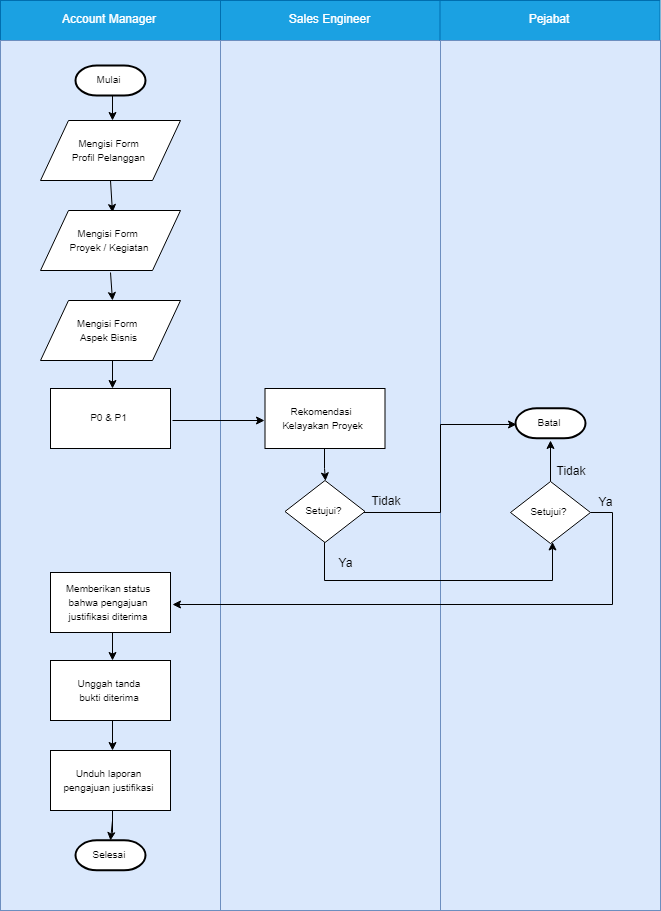 Account Manager
Sales Engineer
Pejabat
Mulai
Mengisi Form
Profil Pelanggan
Mengisi Form
Proyek / Kegiatan
Mengisi Form
Aspek Bisnis
P0 & P1
Rekomendasi
Kelayakan Proyek
Batal
Setujui?
Tidak
Ya
Setujui?
Tidak
Ya
Memberikan status
bahwa pengajuan
justifikasi diterima
Unggah tanda
bukti diterima
Unduh laporan
pengajuan justifikasi
Selesai